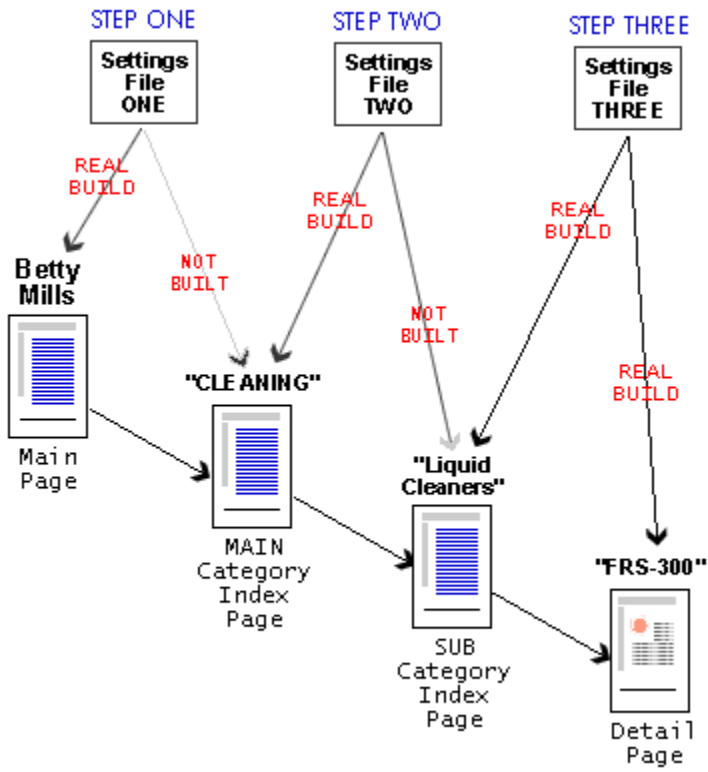 STEP ONE
STEP TWO
STEP THREE
Settings
File
ONE
Settings
File
TWO
Settings
File
THREE
REAL
BUILD
NOT
BUILT
REAL
BUILD
NOT
BUILT
REAL
BUILD
REAL
BUILD
Betty
Mills
Main
Page
"CLEANING"
MAIN
Category
Index
Page
"Liquid
Cleaners"
SUB
Category
Index
Page
"FRS-300"
Detail
Page